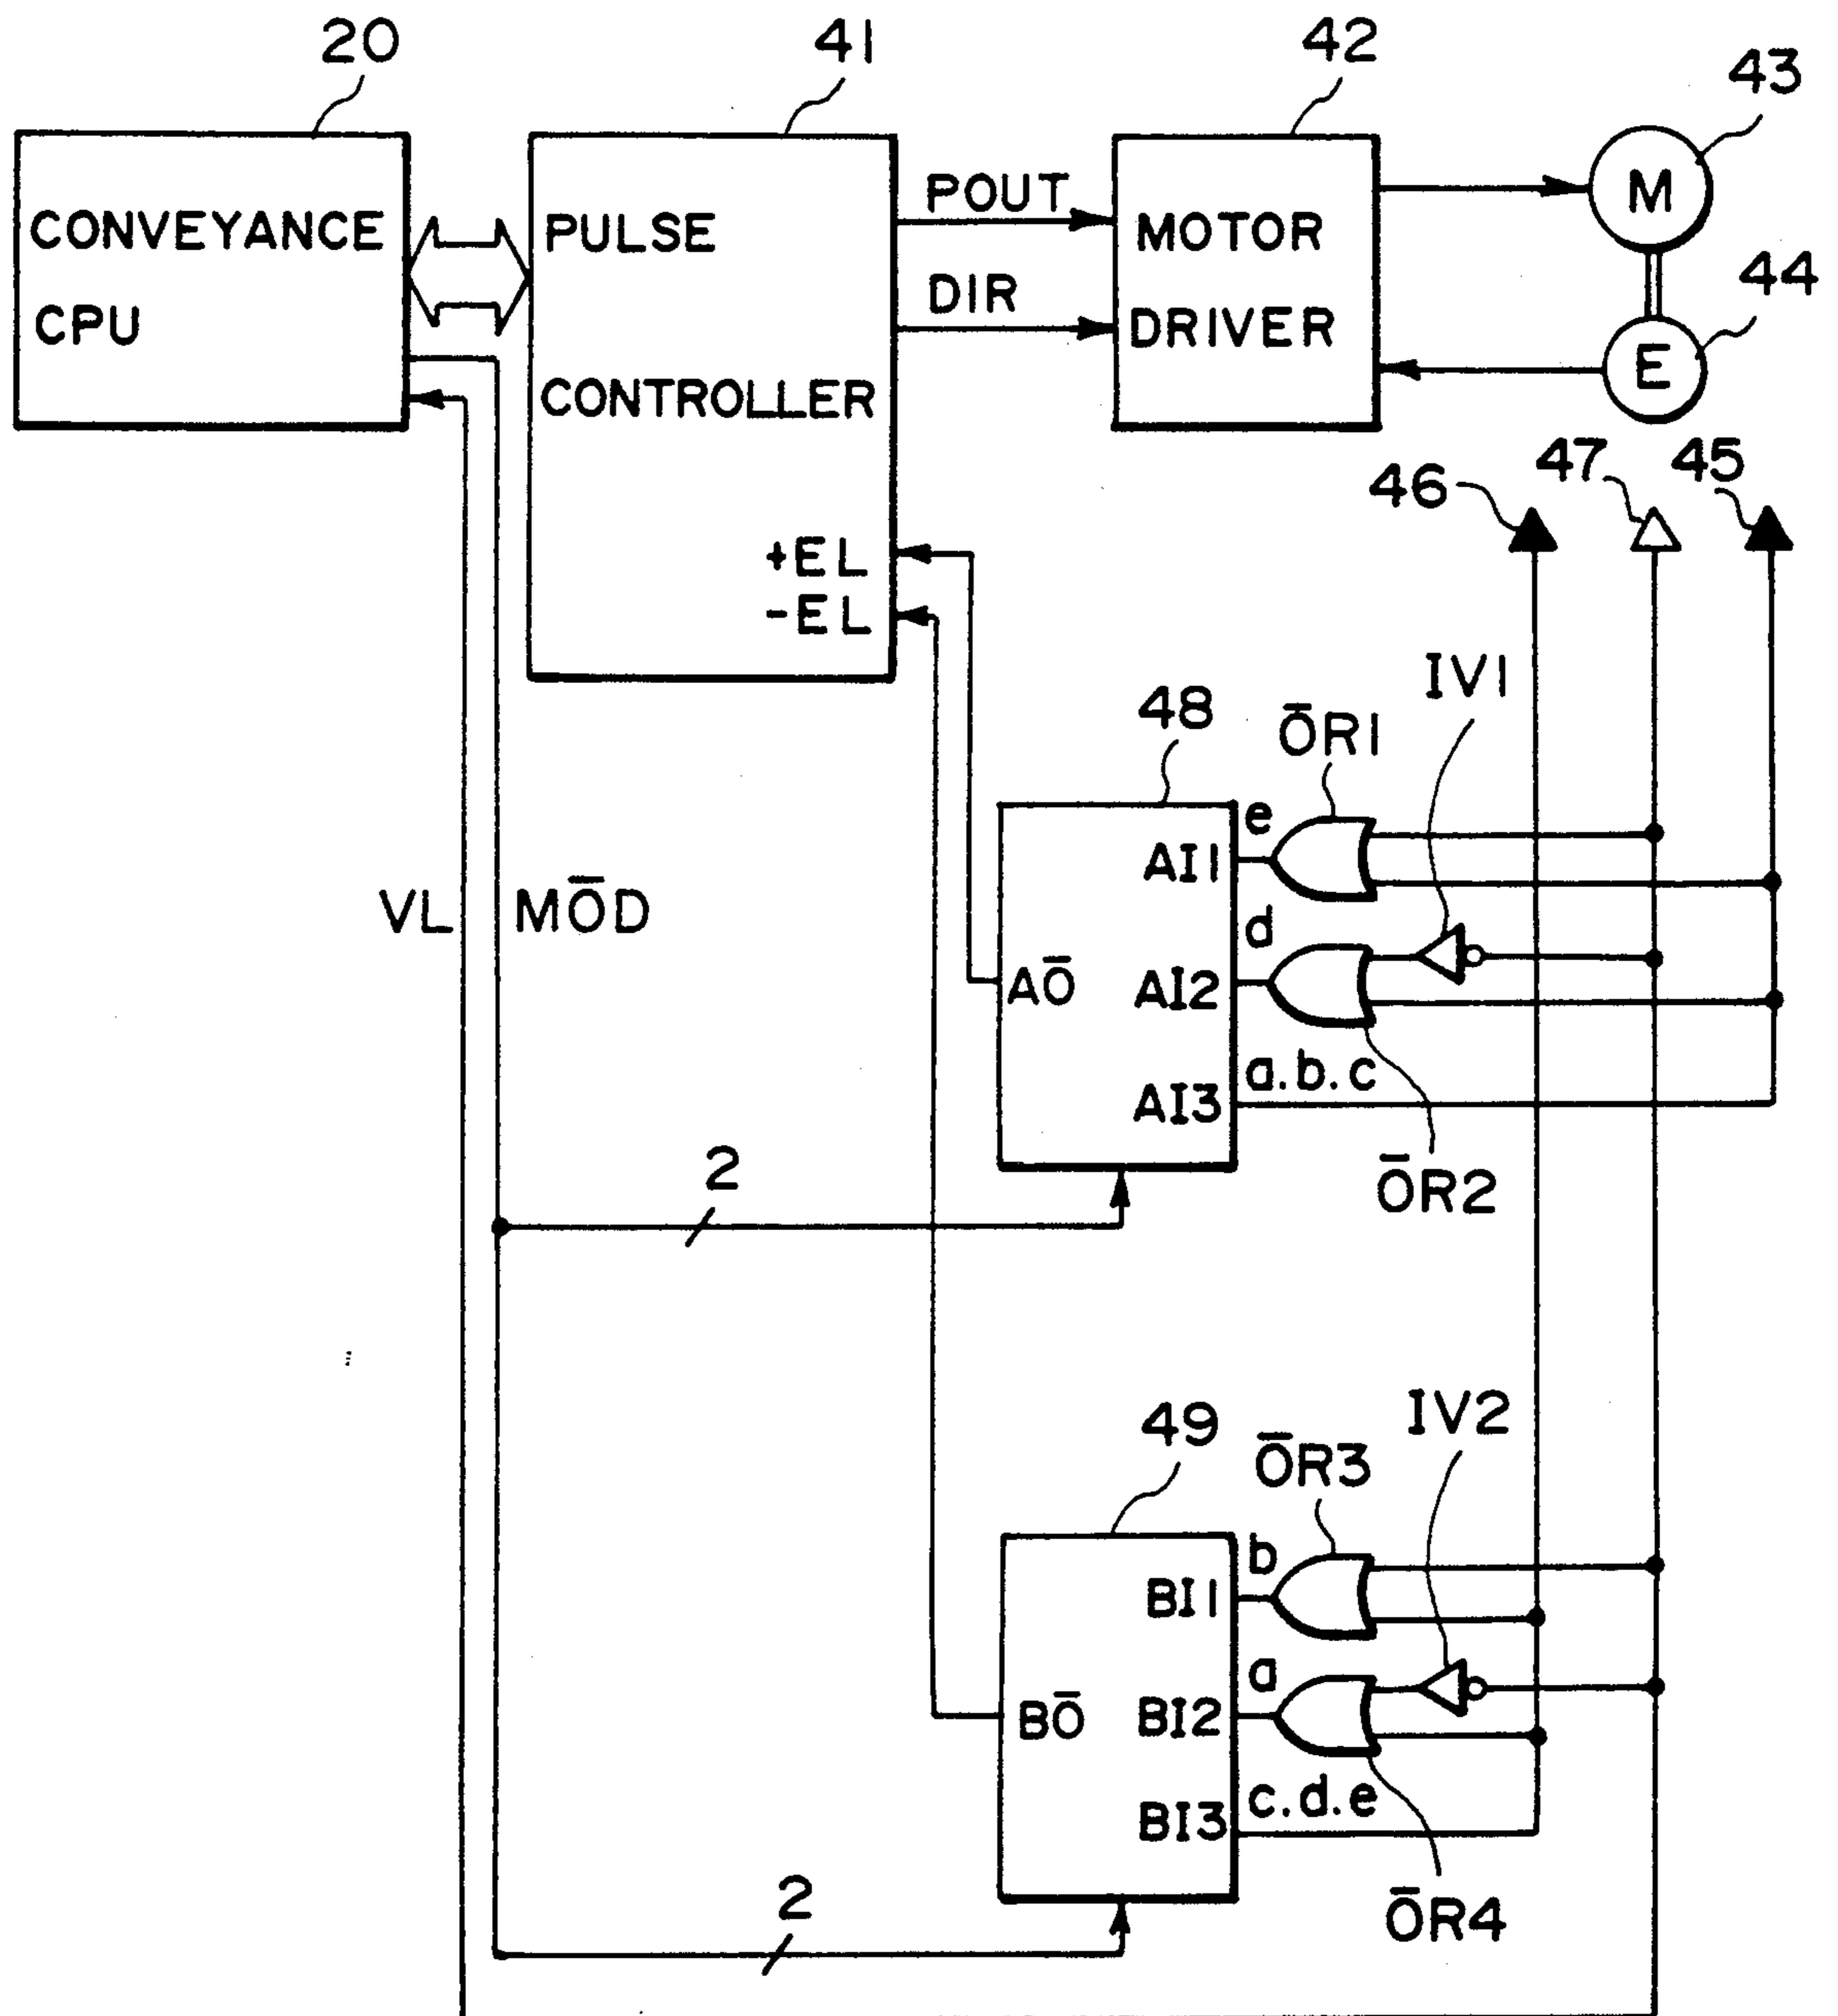 20
41
42
43
CONVEYANCE
CPU
PULSE
CONTROLLER
POUT
DIR
MOTOR
DRIVER
M
44
E
46
47
45
+EL
-EL
IV1
48
ŌR1
e
AI1
VL
MŌD
d
AŌ
AI2
a.b.c
AI3
2
ŌR2
IV2
49
ŌR3
b
BI1
a
BŌ
BI2
c.d.e
BI3
2
ŌR4